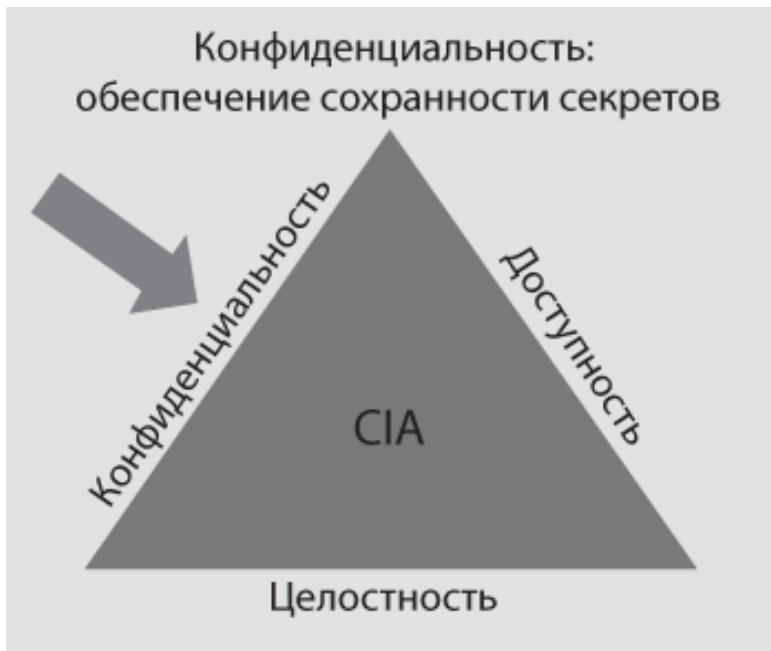 Конфиденциальность:
обеспечение сохранности секретов
Конфиденциальность
Доступность
CIA
Целостность